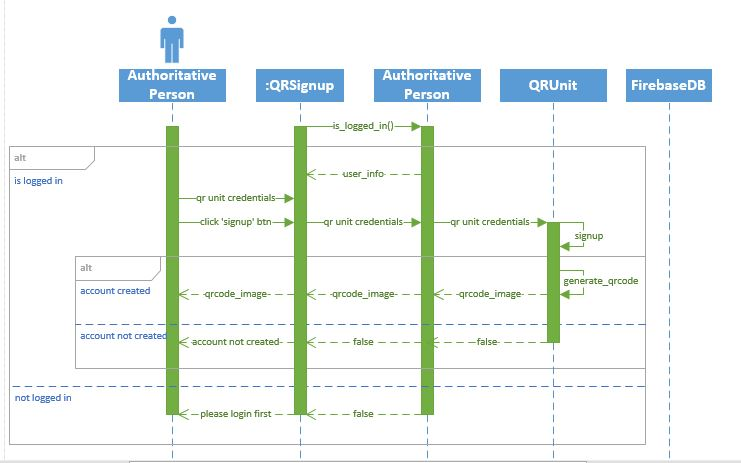 Authoritative
Person
:QRSignup
Authoritative
Person
QRUnit
FirebaseDB
is_logged_in()
alt
is logged in
user_info
qr unit credentials
click 'signup' btn
qr unit credentials
qr unit credentials
signup
alt
generate_qrcode
account created
qrcode_image
qrcode_image
qrcode_image
account not created
account not created
false
false
not logged in
please login first
false